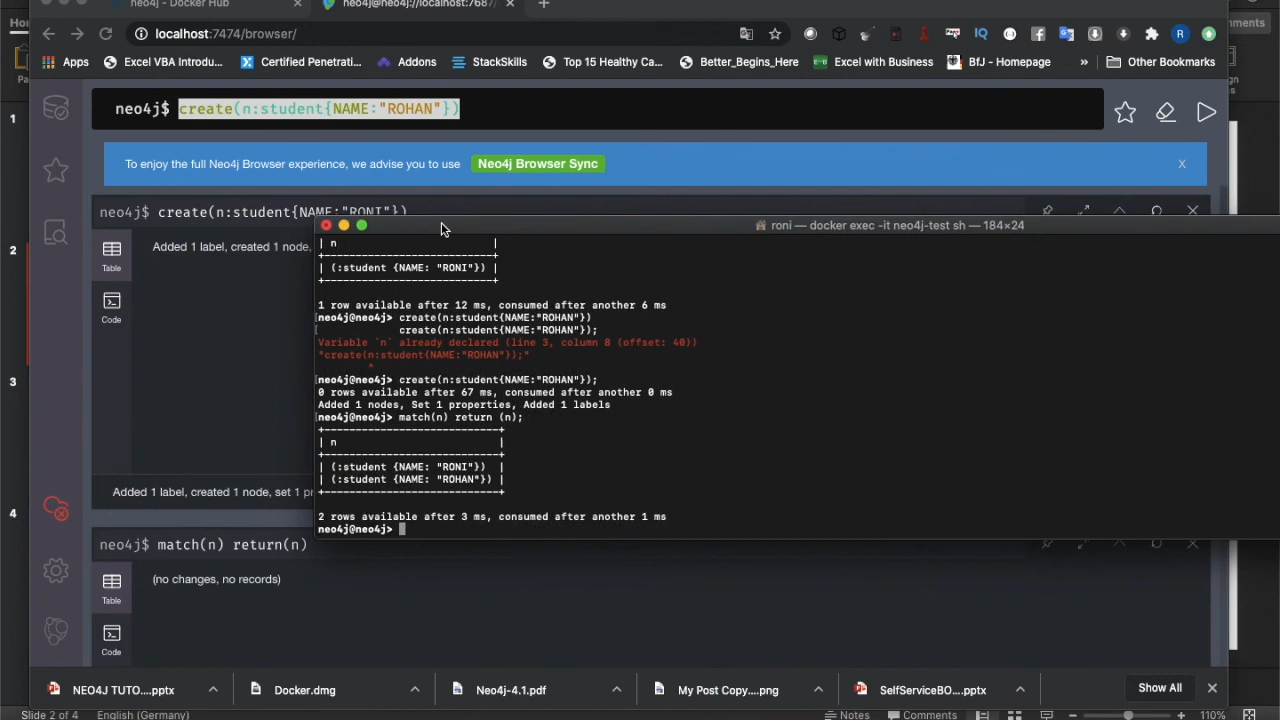 neo4j - Docker Hub
neo4j@neo4j://localhost:7687/
localhost:7474/browser/
Apps
Excel VBA Introdu...
Certified Penetrati...
Addons
StackSkills
Top 15 Healthy Ca...
Better_Begins_Here
Excel with Business
BfJ - Homepage
»
Other Bookmarks
neo4j$ create(n:student{NAME:"ROHAN"})
To enjoy the full Neo4j Browser experience, we advise you to use Neo4j Browser Sync
X
neo4j$ create(n:student{NAME:"RONI"})
Table
Code
Added 1 label, created 1 node,
Added 1 label, created 1 node, set 1 pr
roni — docker exec -it neo4j-test sh — 184×24
| n |
+---------------------------+
| (:student {NAME: "RONI"}) |
+---------------------------+
1 row available after 12 ms, consumed after another 6 ms
[neo4j@neo4j> create(n:student{NAME:"ROHAN"})
[ create(n:student{NAME:"ROHAN"});
Variable `n` already declared (line 3, column 8 (offset: 40))
"create(n:student{NAME:"ROHAN"});"
^
[neo4j@neo4j> create(n:student{NAME:"ROHAN"});
0 rows available after 67 ms, consumed after another 0 ms
Added 1 nodes, Set 1 properties, Added 1 labels
[neo4j@neo4j> match(n) return (n);
+----------------------------+
| n |
+----------------------------+
| (:student {NAME: "RONI"}) |
| (:student {NAME: "ROHAN"}) |
+----------------------------+
2 rows available after 3 ms, consumed after another 1 ms
neo4j@neo4j>
neo4j$ match(n) return(n)
Table
Code
(no changes, no records)
NEO4J TUTO....pptx
Docker.dmg
Neo4j-4.1.pdf
My Post Copy....png
SelfServiceBO....pptx
Show All
Hor
Pa
1
2
3
4
mments
Slide 2 of 4
English (Germany)
Notes
Comments
110%